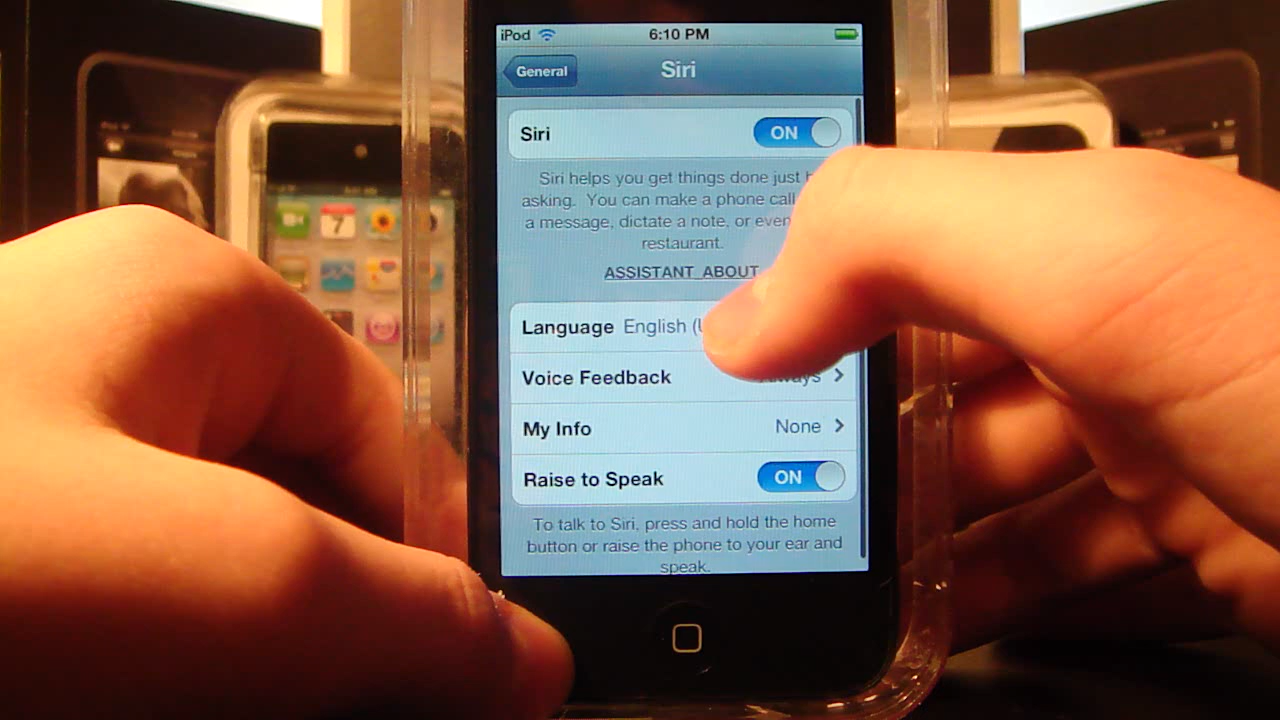 iPod 6:10 PM
General Siri
Siri ON
Siri helps you get things done just
asking. You can make a phone
a message, dictate a note, or
restaurant.
ASSISTANT_ABOUT
Language English
Voice Feedback Always
My Info None
Raise to Speak ON
To talk to Siri, press and hold the home
button or raise the phone to your ear and
speak.
7